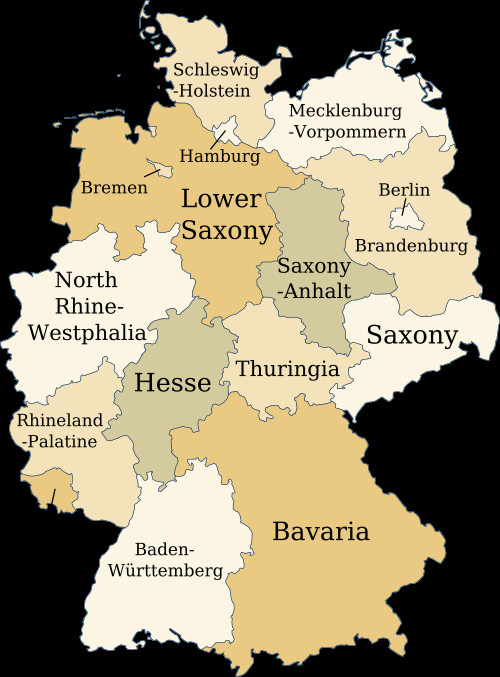 Schleswig
-Holstein
Mecklenburg
-Vorpommern
Hamburg
Bremen
Lower
Saxony
Berlin
Brandenburg
Saxony
-Anhalt
North
Rhine-
Westphalia
Saxony
Thuringia
Hesse
Rhineland
-Palatine
Bavaria
Baden-
Württemberg